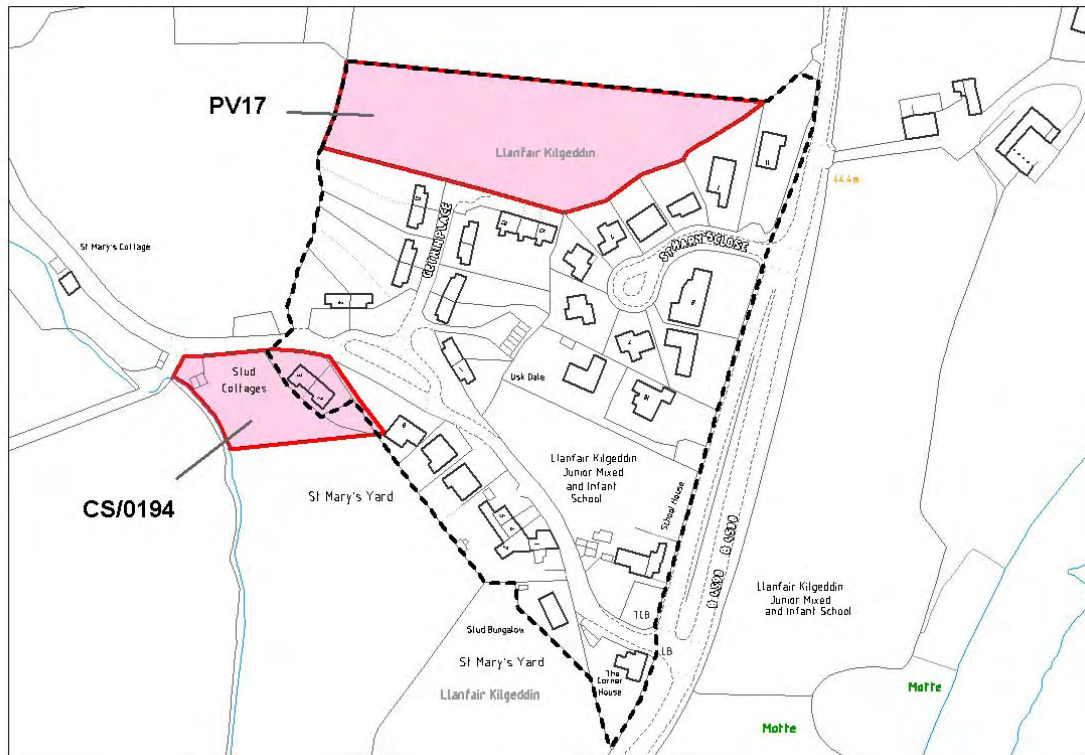 PV17
Llanfair Kilgeddin
44.4m
St Mary's Cottage
GETHIN PLACE
ST MARY'S CLOSE
Stud
Cottages
Usk Dale
CS/0194
St Mary's Yard
Llanfair Kilgeddin
Junior Mixed
and Infant
School
School House
B 4598
Llanfair Kilgeddin
Junior Mixed
and Infant School
TCB
Stud Bungalow
LB
St Mary's Yard
The
Corner
House
Llanfair Kilgeddin
Motte
Motte